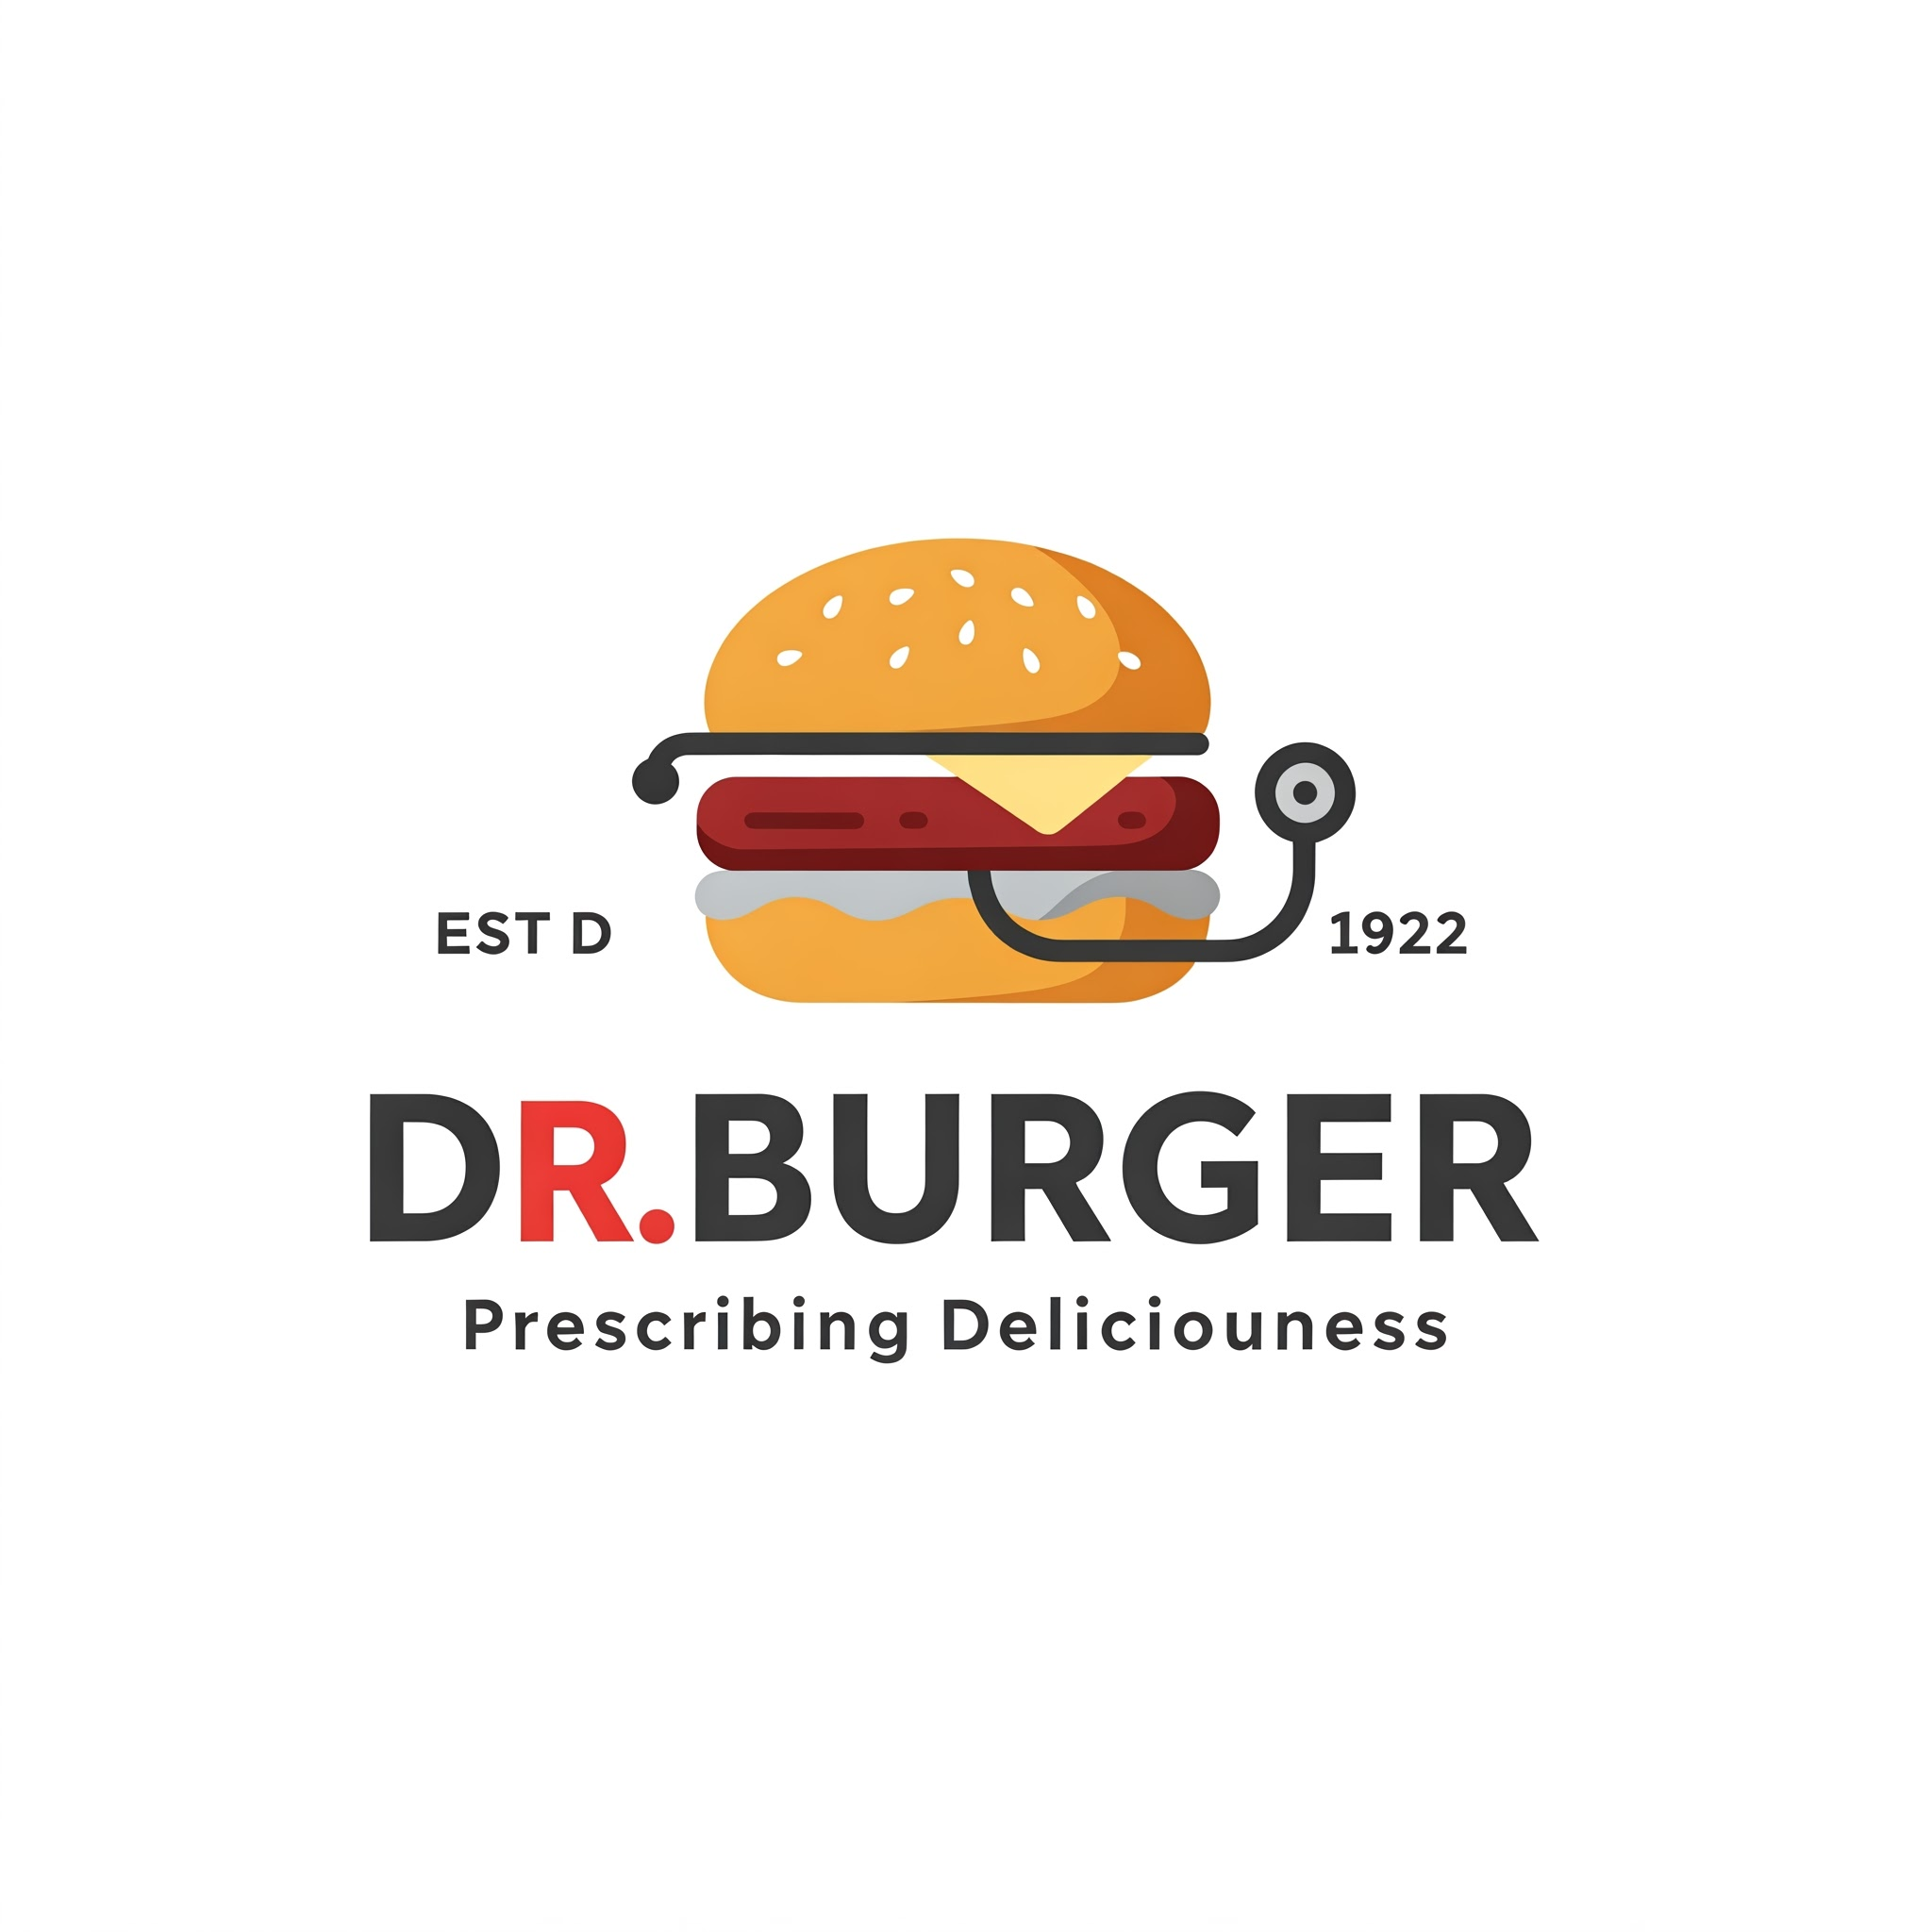 EST D
1922
DR.BURGER
Prescribing Deliciouness